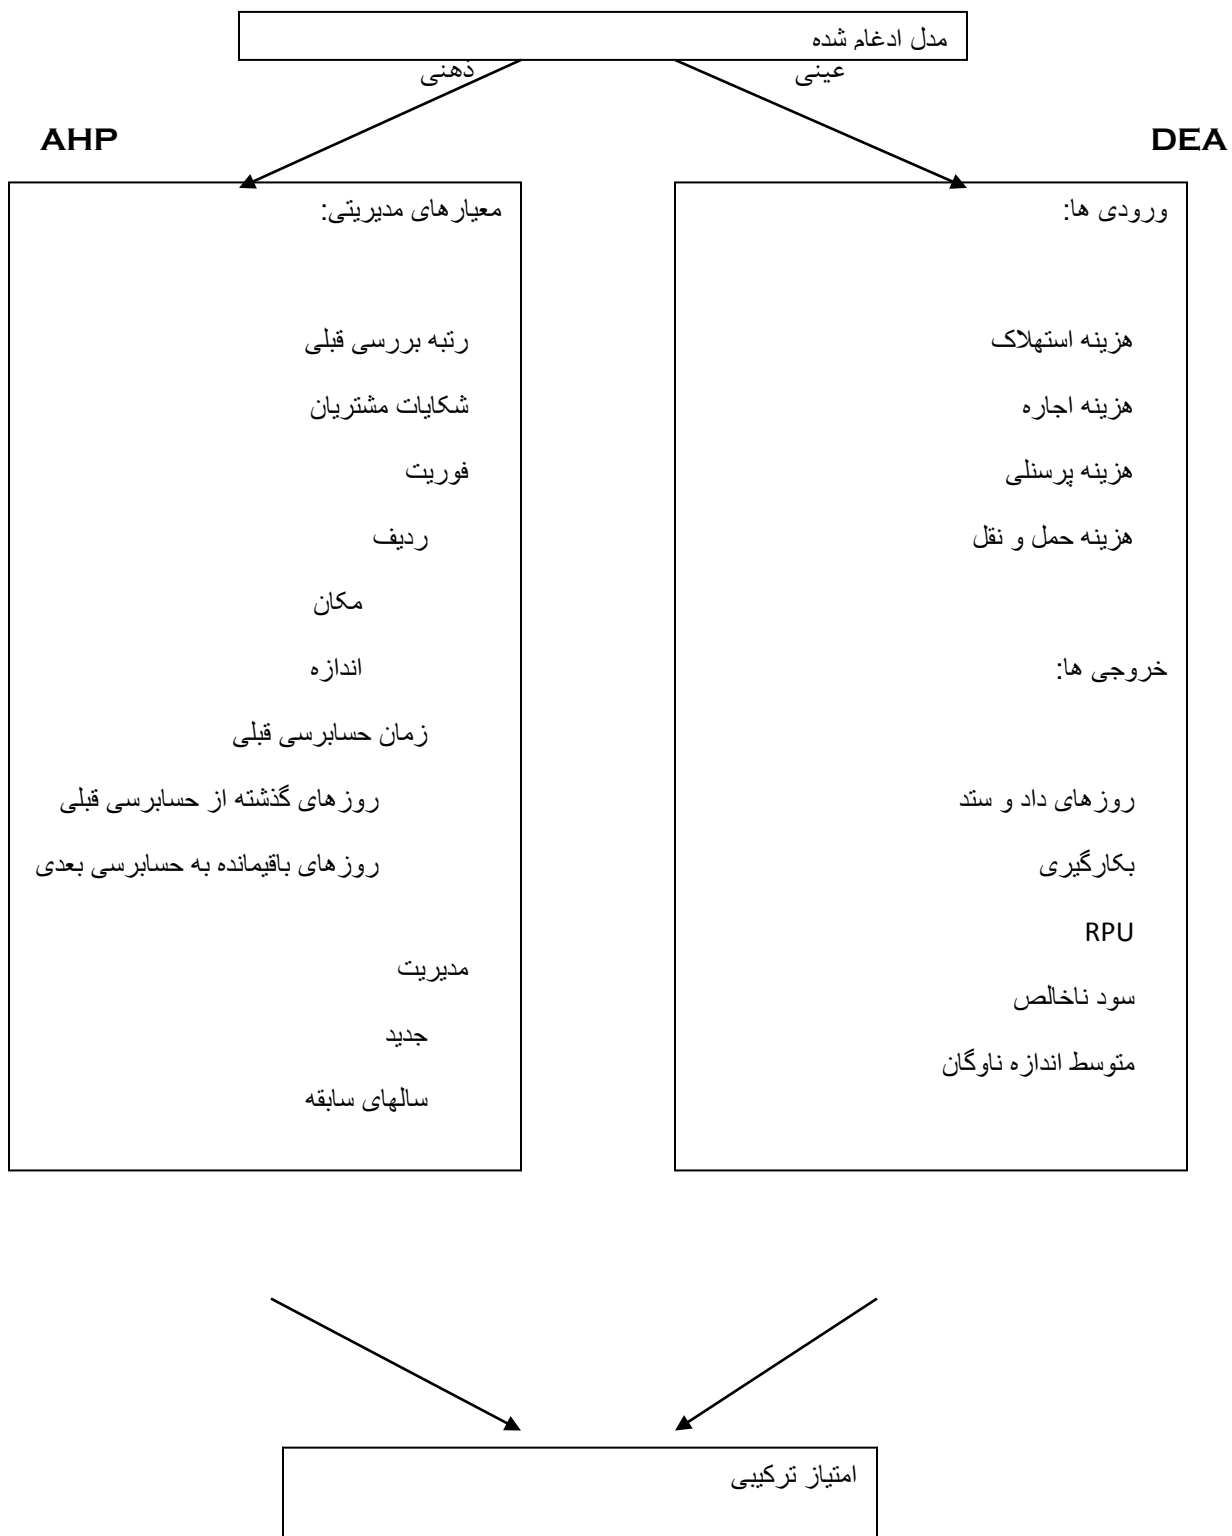 مدل ادغام شده
عینی
ذهنی
DEA
AHP
ورودی ها:
هزینه استهلاک
هزینه اجاره
هزینه پرسنلی
هزینه حمل و نقل
خروجی ها:
روزهای داد و ستد
بکارگیری
RPU
سود ناخالص
متوسط اندازه ناوگان
معیارهای مدیریتی:
رتبه بررسی قبلی
شکایات مشتریان
فوریت
ردیف
مکان
اندازه
زمان حسابرسی قبلی
روزهای گذشته از حسابرسی قبلی
روزهای باقیمانده به حسابرسی بعدی
مدیریت
جدید
سالهای سابقه
امتیاز ترکیبی